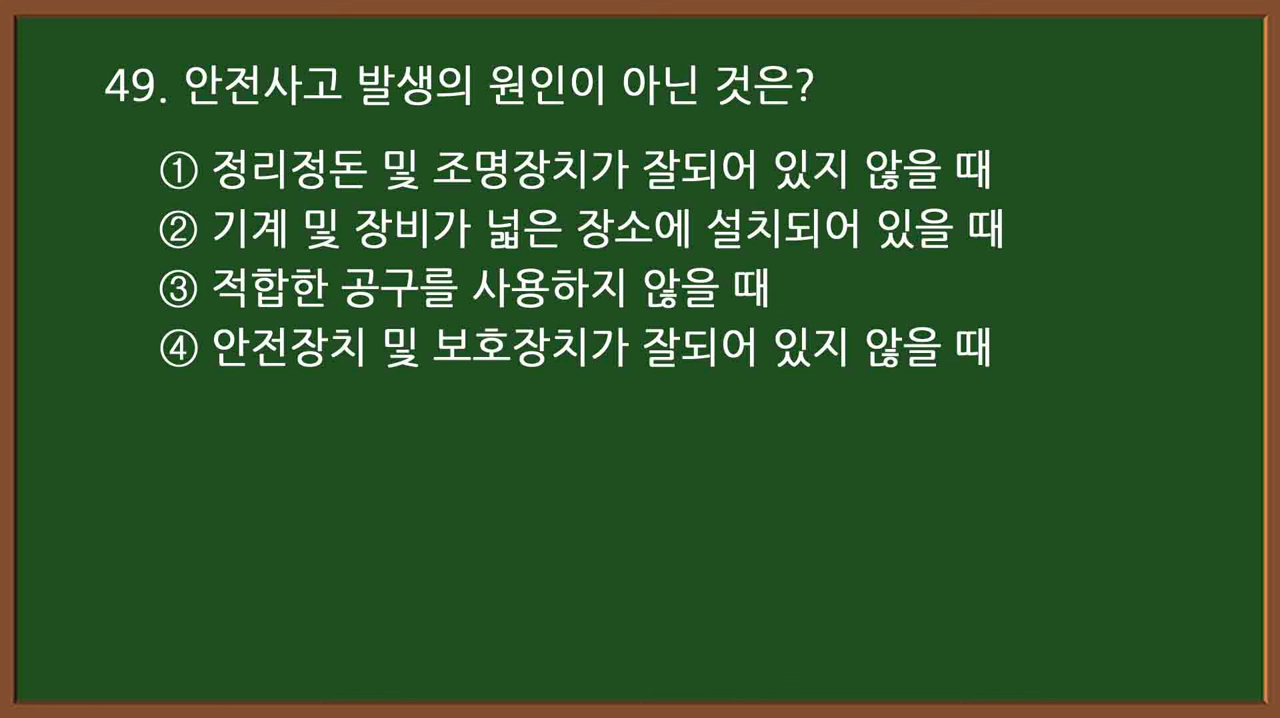 49. 안전사고 발생의 원인이 아닌 것은?
① 정리정돈 및 조명장치가 잘되어 있지 않을 때
② 기계 및 장비가 넓은 장소에 설치되어 있을 때
③ 적합한 공구를 사용하지 않을 때
④ 안전장치 및 보호장치가 잘되어 있지 않을 때